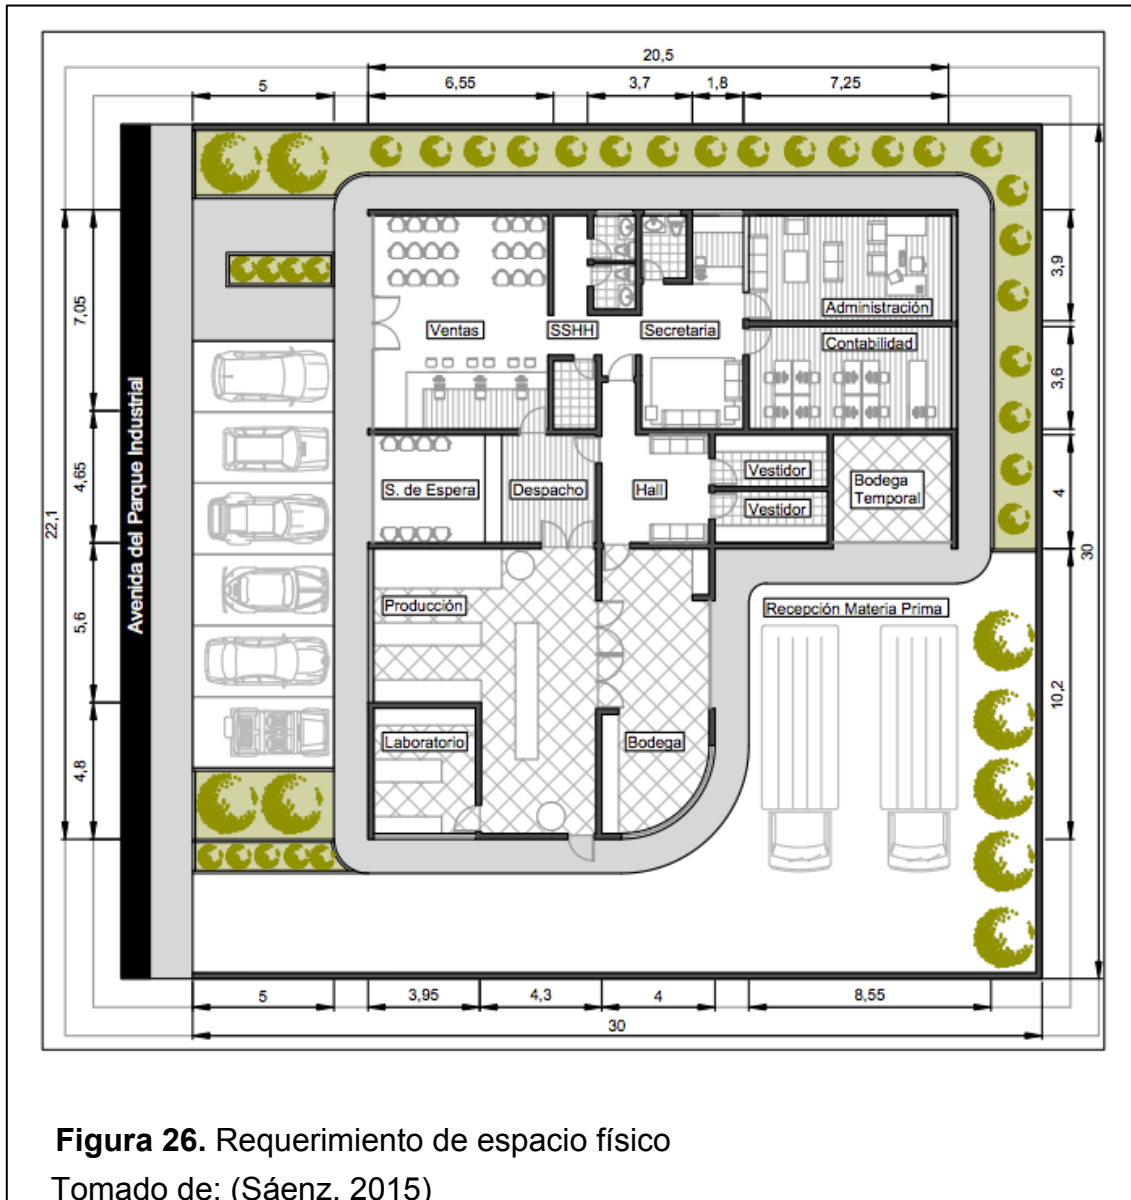 20,5
5
6,55
3,7
1,8
7,25
Avenida del Parque Industrial
22,1
7,05
4,65
5,6
4,8
Ventas
SSHH
Secretaria
Administración
Contabilidad
S. de Espera
Despacho
Hall
Vestidor
Vestidor
Bodega
Temporal
Producción
Recepción Materia Prima
Laboratorio
Bodega
3,9
3,6
4
30
10,2
5
3,95
4,3
4
8,55
30
Figura 26. Requerimiento de espacio físico
Tomado de: (Sáenz, 2015)